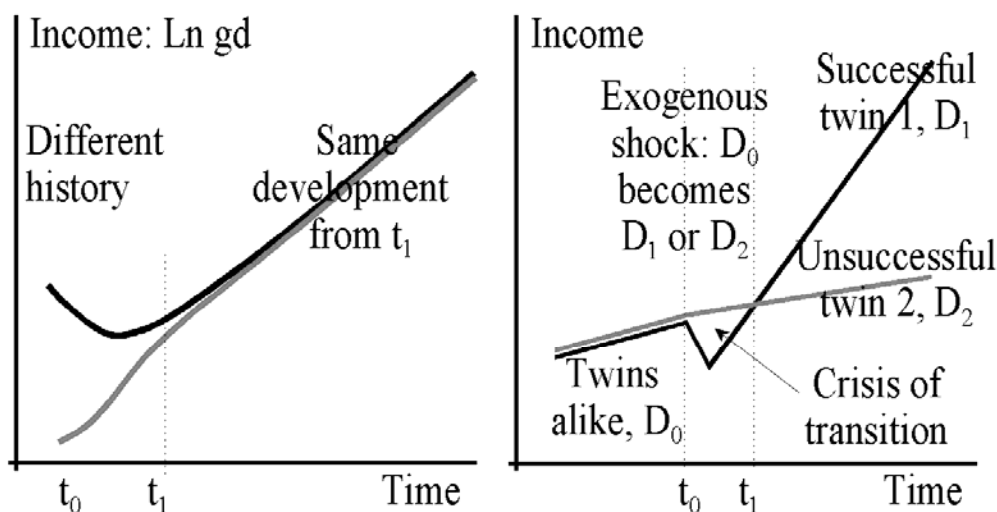 Income: Ln gd
Different
history
Same
development
from t₁
t₀
t₁
Time
Income
Exogenous
shock: D₀
becomes
D₁ or D₂
Successful
twin 1, D₁
Unsuccessful
twin 2, D₂
Twins
alike, D₀
Crisis of
transition
t₀
t₁
Time